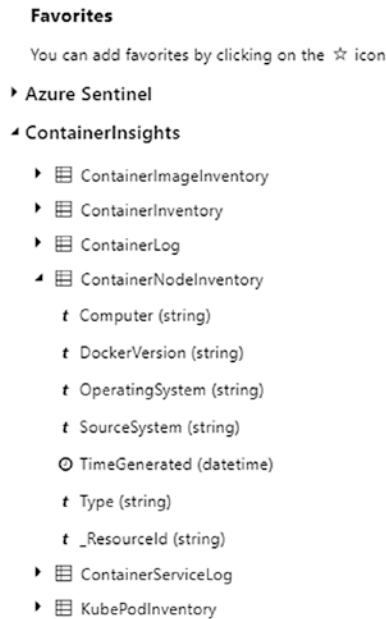 Favorites
You can add favorites by clicking on the ☆ icon
Azure Sentinel
ContainerInsights
ContainerImageInventory
ContainerInventory
ContainerLog
ContainerNodeInventory
t Computer (string)
t DockerVersion (string)
t OperatingSystem (string)
t SourceSystem (string)
TimeGenerated (datetime)
t Type (string)
t _ResourceId (string)
ContainerServiceLog
KubePodInventory